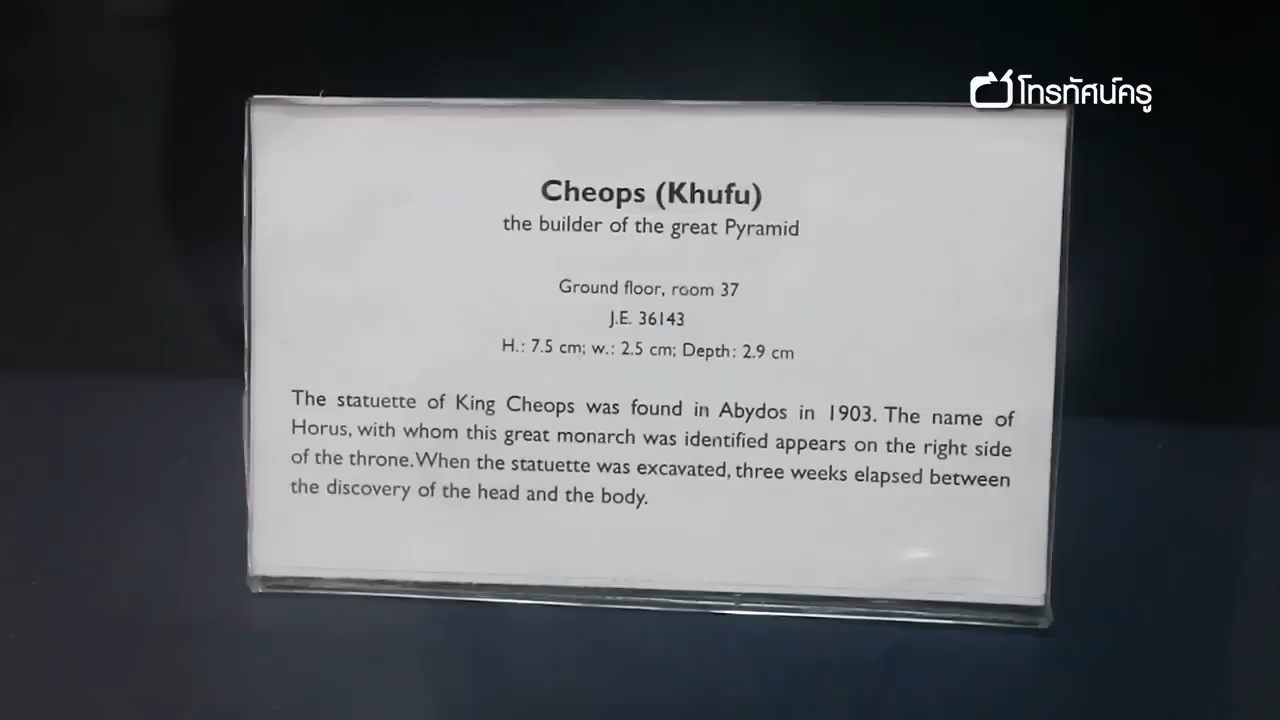 โทรทัศน์ครู
Cheops (Khufu)
the builder of the great Pyramid
Ground floor, room 37
J.E. 36143
H.: 7.5 cm; w.: 2.5 cm; Depth: 2.9 cm
The statuette of King Cheops was found in Abydos in 1903. The name of
Horus, with whom this great monarch was identified appears on the right side
of the throne. When the statuette was excavated, three weeks elapsed between
the discovery of the head and the body.